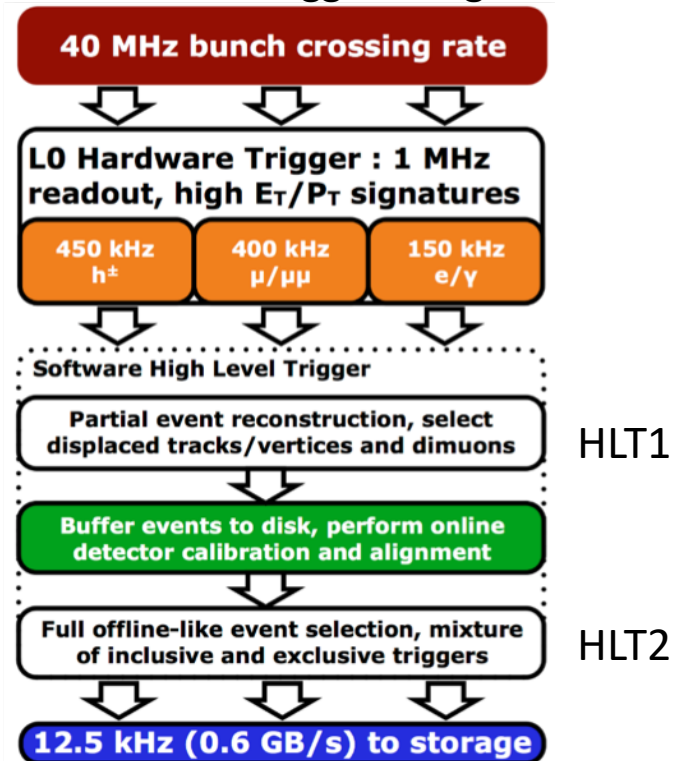 40 MHz bunch crossing rate
L0 Hardware Trigger : 1 MHz
readout, high E_T/P_T signatures
450 kHz
h±
400 kHz
μ/μμ
150 kHz
e/γ
Software High Level Trigger
Partial event reconstruction, select
displaced tracks/vertices and dimuons
HLT1
Buffer events to disk, perform online
detector calibration and alignment
Full offline-like event selection, mixture
of inclusive and exclusive triggers
HLT2
12.5 kHz (0.6 GB/s) to storage